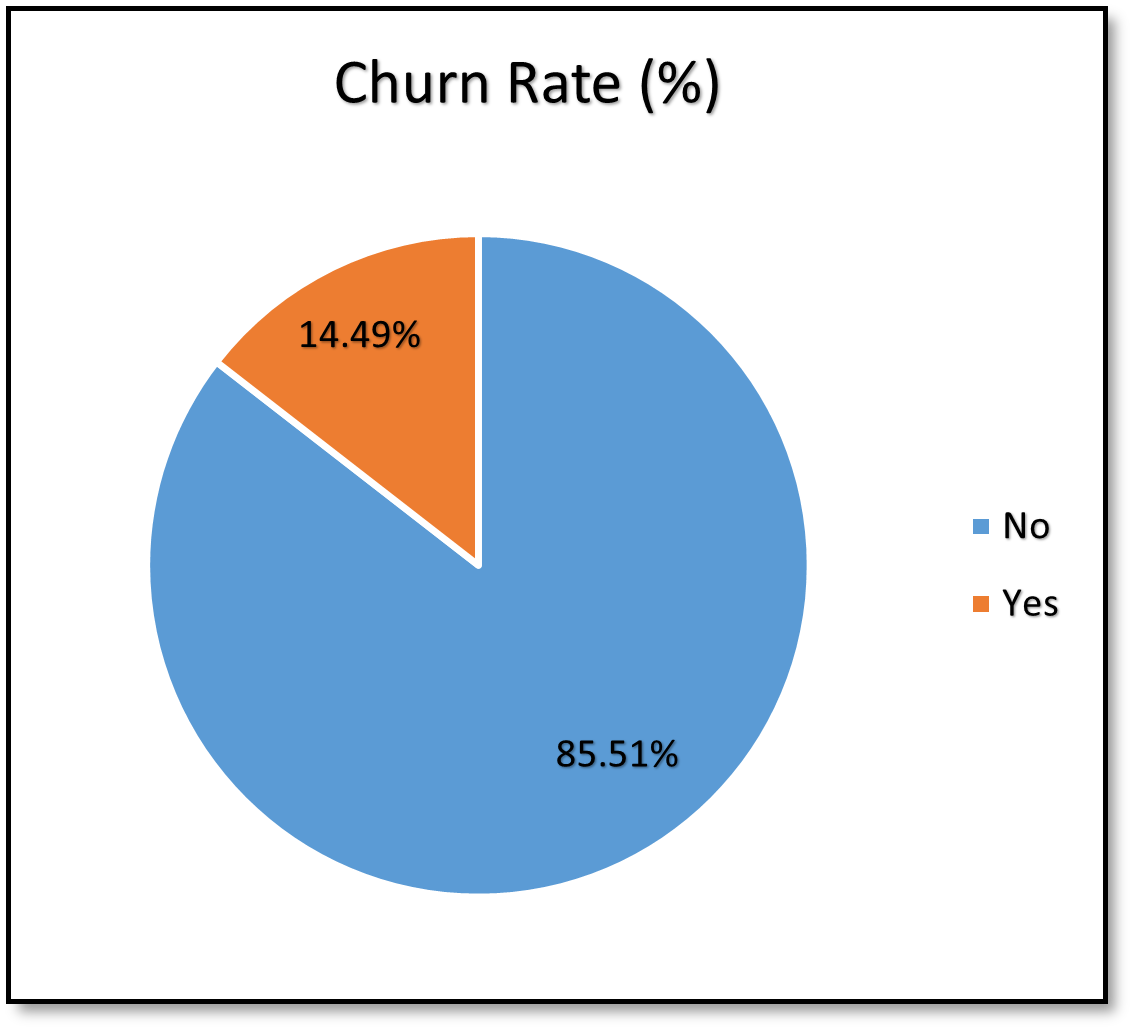 Churn Rate (%)
14.49%
85.51%
No
Yes